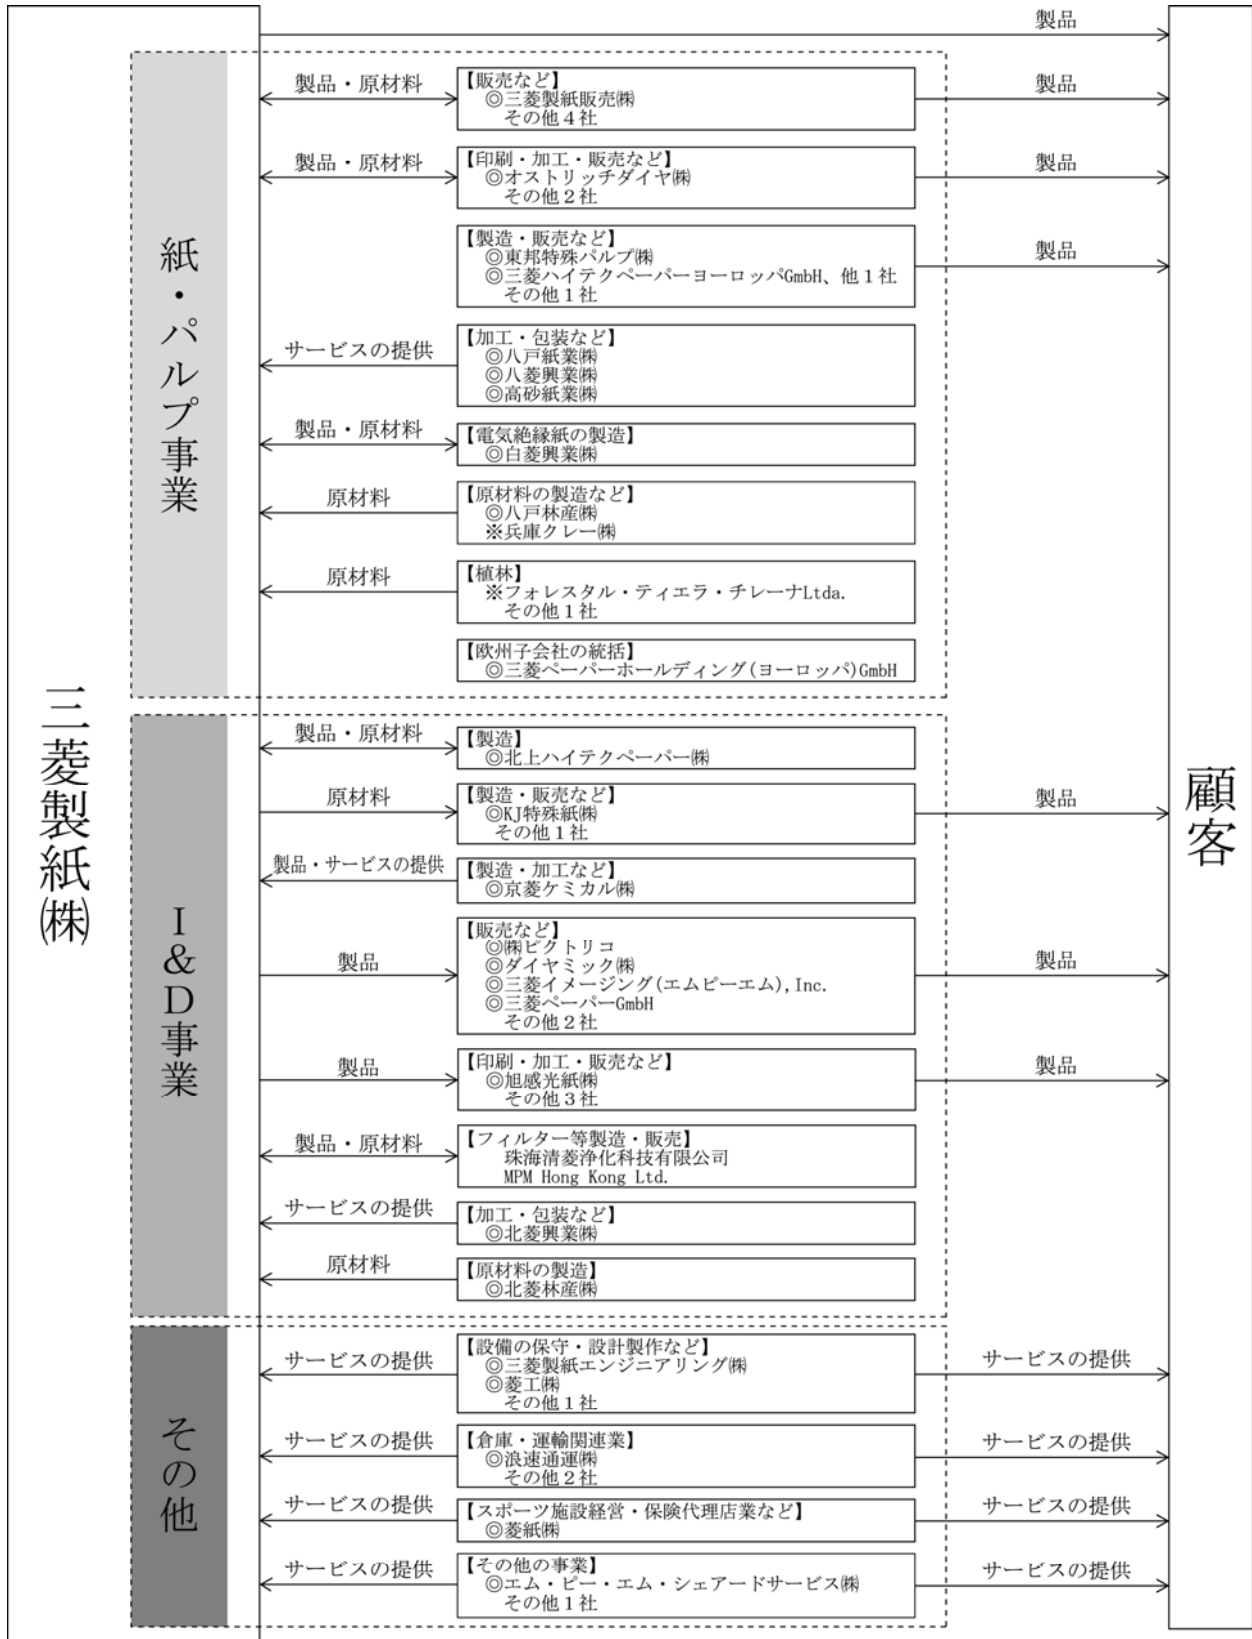 製品
紙・パルプ事業
製品・原材料
【販売など】
◎三菱製紙販売㈱
その他４社
製品
製品・原材料
【印刷・加工・販売など】
◎オストリッチダイヤ㈱
その他２社
製品
【製造・販売など】
◎東邦特殊パルプ㈱
◎三菱ハイテクペーパーヨーロッパGmbH、他１社
その他１社
製品
サービスの提供
【加工・包装など】
◎八戸紙業㈱
◎八菱興業㈱
◎高砂紙業㈱
製品・原材料
【電気絶縁紙の製造】
◎白菱興業㈱
原材料
【原材料の製造など】
◎八戸林産㈱
※兵庫クレー㈱
原材料
【植林】
※フォレスタル・ティエラ・チレーナLtda.
その他１社
【欧州子会社の統括】
◎三菱ペーパーホールディング(ヨーロッパ)GmbH
三菱製紙㈱
顧客
I&D事業
製品・原材料
【製造】
◎北上ハイテクペーパー㈱
原材料
【製造・販売など】
◎KJ特殊紙㈱
その他１社
製品
製品・サービスの提供
【製造・加工など】
◎京菱ケミカル㈱
製品
【販売など】
◎㈱ピクトリコ
◎ダイヤミック㈱
◎三菱イメージング(エムピーエム),Inc.
◎三菱ペーパーGmbH
その他２社
製品
製品
【印刷・加工・販売など】
◎旭感光紙㈱
その他３社
製品
製品・原材料
【フィルター等製造・販売】
珠海清菱浄化科技有限公司
MPM Hong Kong Ltd.
サービスの提供
【加工・包装など】
◎北菱興業㈱
原材料
【原材料の製造】
◎北菱林産㈱
その他
サービスの提供
【設備の保守・設計製作など】
◎三菱製紙エンジニアリング㈱
◎菱工㈱
その他１社
サービスの提供
サービスの提供
【倉庫・運輸関連業】
◎浪速通運㈱
その他２社
サービスの提供
サービスの提供
【スポーツ施設経営・保険代理店業など】
◎菱紙㈱
サービスの提供
サービスの提供
【その他の事業】
◎エム・ピー・エム・シェアードサービス㈱
その他１社
サービスの提供